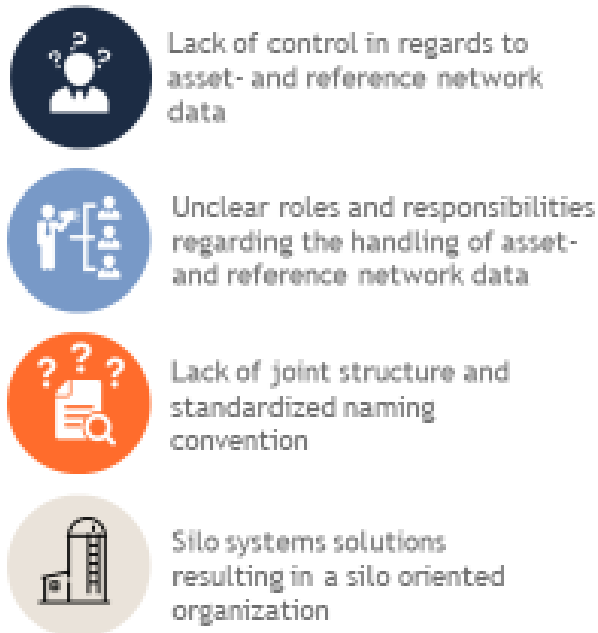 Lack of control in regards to
asset- and reference network
data
Unclear roles and responsibilities
regarding the handling of asset-
and reference network data
? ? ?
Lack of joint structure and
standardized naming
convention
Silo systems solutions
resulting in a silo oriented
organization